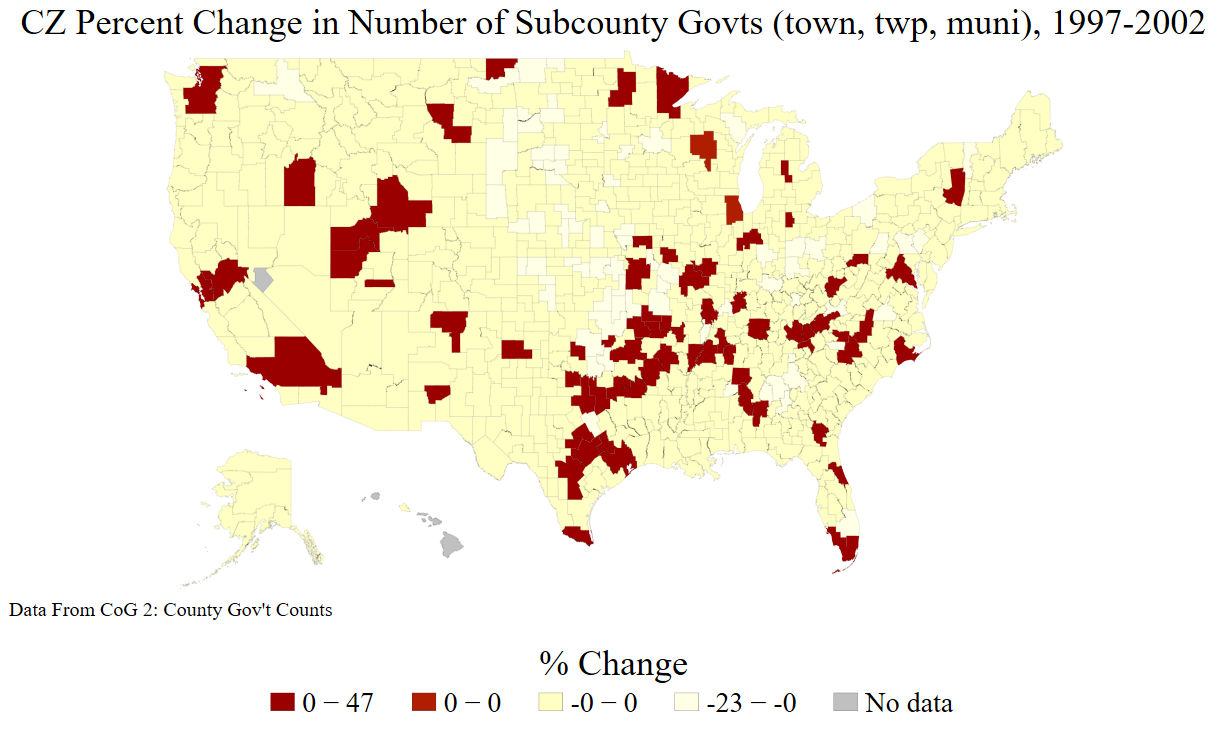 CZ Percent Change in Number of Subcounty Govts (town, twp, muni), 1997-2002
Data From CoG 2: County Gov't Counts
% Change
0 − 47 0 − 0 -0 − 0 -23 − -0 No data